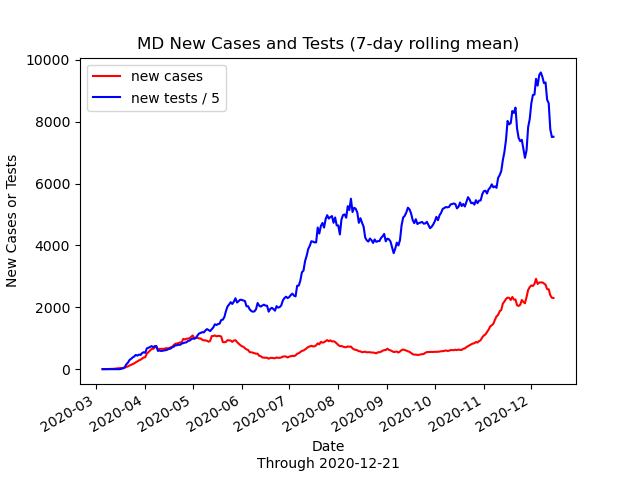 MD New Cases and Tests (7-day rolling mean)
new cases
new tests / 5
New Cases or Tests
10000
8000
6000
4000
2000
0
2020-03
2020-04
2020-05
2020-06
2020-07
2020-08
2020-09
2020-10
2020-11
2020-12
Date
Through 2020-12-21